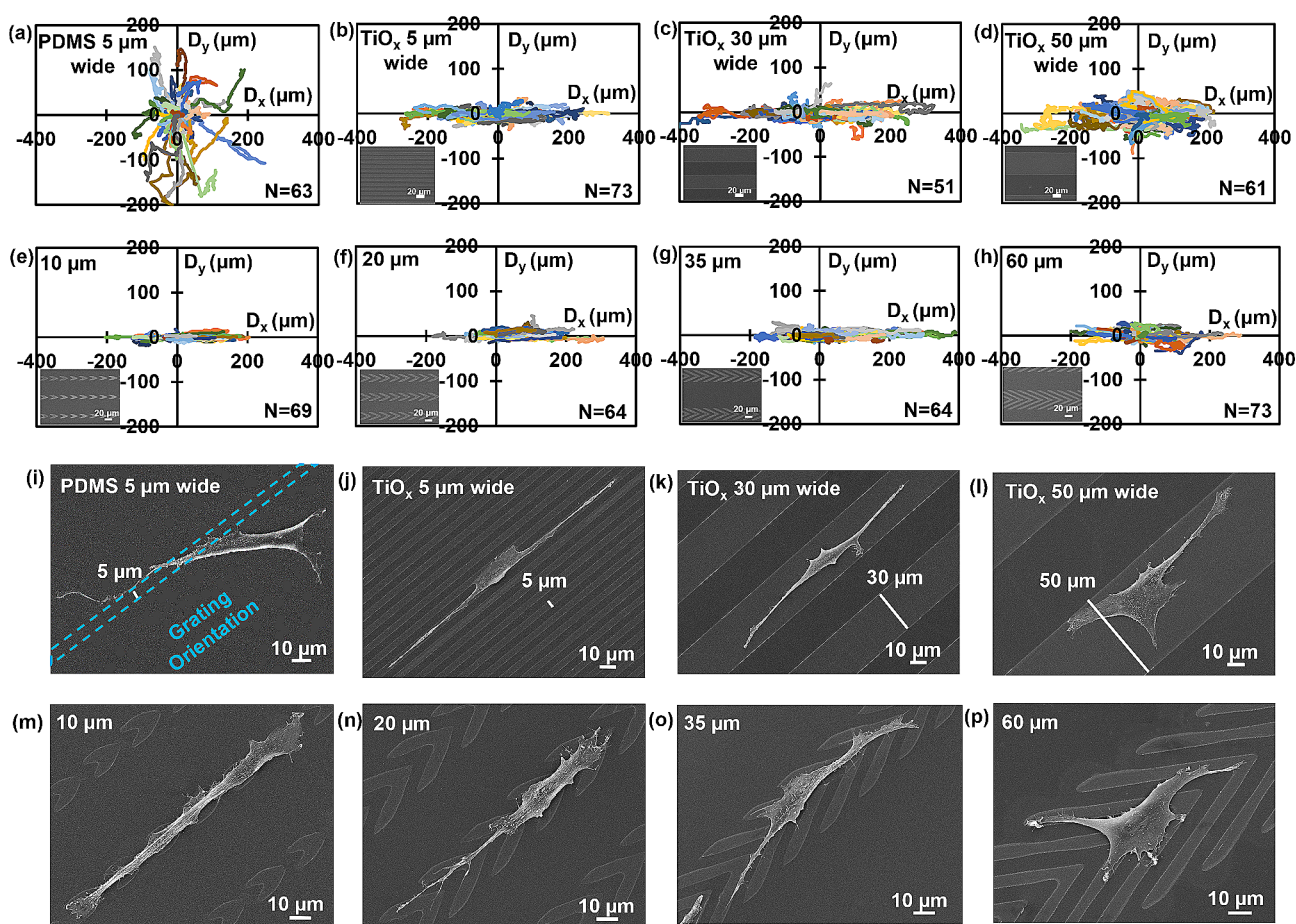 (a)
PDMS 5 µm
wide
200
100
0
-100
-200
-400
-200
0
200
400
Dy (µm)
Dx (µm)
N=63
(b)
TiOx 5 µm
wide
200
100
0
-100
-200
-400
-200
0
200
400
Dy (µm)
Dx (µm)
20 µm
N=73
(c)
TiOx 30 µm
wide
200
100
0
-100
-200
-400
-200
0
200
400
Dy (µm)
Dx (µm)
20 µm
N=51
(d)
TiOx 50 µm
wide
200
100
0
-100
-200
-400
-200
0
200
400
Dy (µm)
Dx (µm)
20 µm
N=61
(e)
10 µm
200
100
0
-100
-200
-400
-200
0
200
400
Dy (µm)
Dx (µm)
20 µm
N=69
(f)
20 µm
200
100
0
-100
-200
-400
-200
0
200
400
Dy (µm)
Dx (µm)
20 µm
N=64
(g)
35 µm
200
100
0
-100
-200
-400
-200
0
200
400
Dy (µm)
Dx (µm)
20 µm
N=64
(h)
60 µm
200
100
0
-100
-200
-400
-200
0
200
400
Dy (µm)
Dx (µm)
20 µm
N=73
(i)
PDMS 5 µm wide
5 µm
Grating
Orientation
10 µm
(j)
TiOx 5 µm wide
5 µm
10 µm
(k)
TiOx 30 µm wide
30 µm
10 µm
(l)
TiOx 50 µm wide
50 µm
10 µm
(m)
10 µm
10 µm
(n)
20 µm
10 µm
(o)
35 µm
10 µm
(p)
60 µm
10 µm